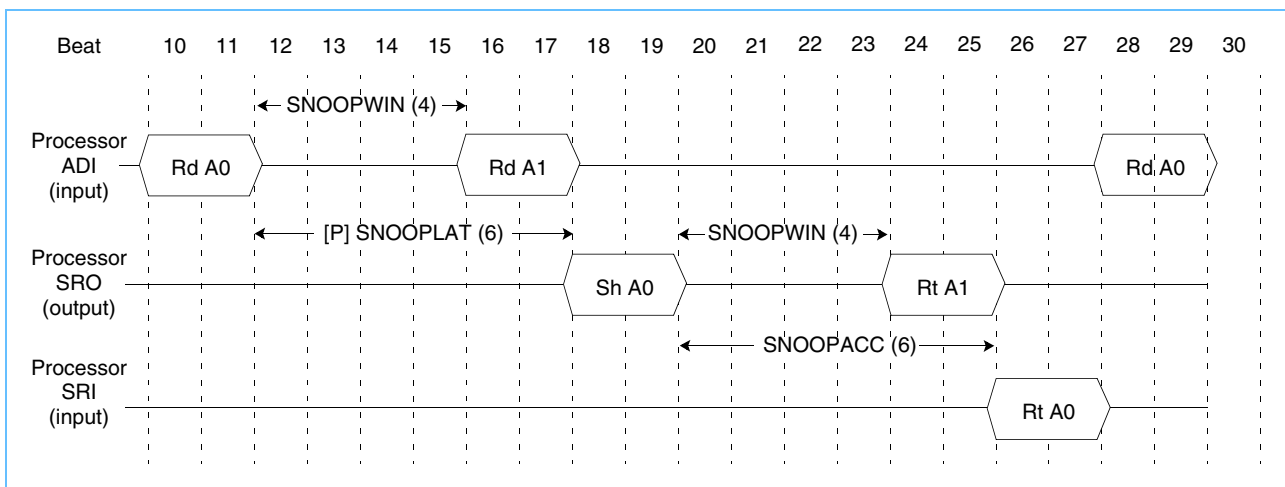 Beat 10 11 12 13 14 15 16 17 18 19 20 21 22 23 24 25 26 27 28 29 30
SNOOPWIN (4)
Processor
ADI
(input)
Rd A0
Rd A1
Rd A0
[P] SNOOPLAT (6)
SNOOPWIN (4)
Processor
SRO
(output)
Sh A0
Rt A1
SNOOPACC (6)
Processor
SRI
(input)
Rt A0